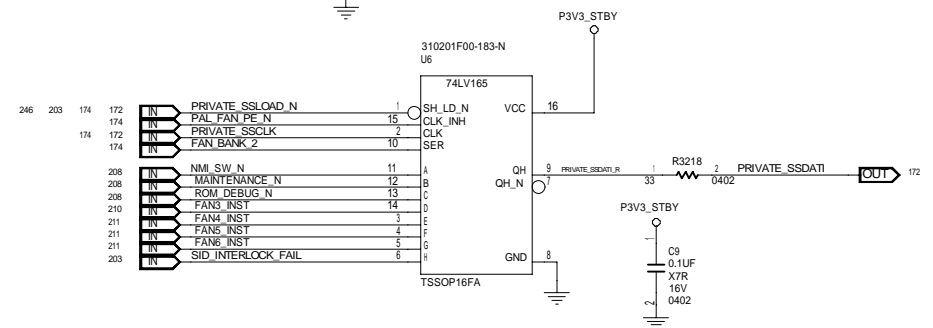 P3V3_STBY
310201F00-183-N
U6
74LV165
246 203 174 172 IN PRIVATE_SSLOAD_N 1 SH_LD_N VCC 16
174 IN PAL_FAN_PE_N 15 CLK_INH
174 172 IN PRIVATE_SSCLK 2 CLK
174 IN FAN_BANK_2 10 SER
208 IN NMI_SW_N 11 A QH 9 PRIVATE_SSDATI_R 1 33 R3218 2 0402 PRIVATE_SSDATI OUT 172
208 IN MAINTENANCE_N 12 B QH_N 7
208 IN ROM_DEBUG_N 13 C
210 IN FAN3_INST 14 D
211 IN FAN4_INST 3 E
211 IN FAN5_INST 4 F
211 IN FAN6_INST 5 G
203 IN SID_INTERLOCK_FAIL 6 H GND 8
TSSOP16FA
P3V3_STBY
1
C9
0.1UF
X7R
16V
2 0402